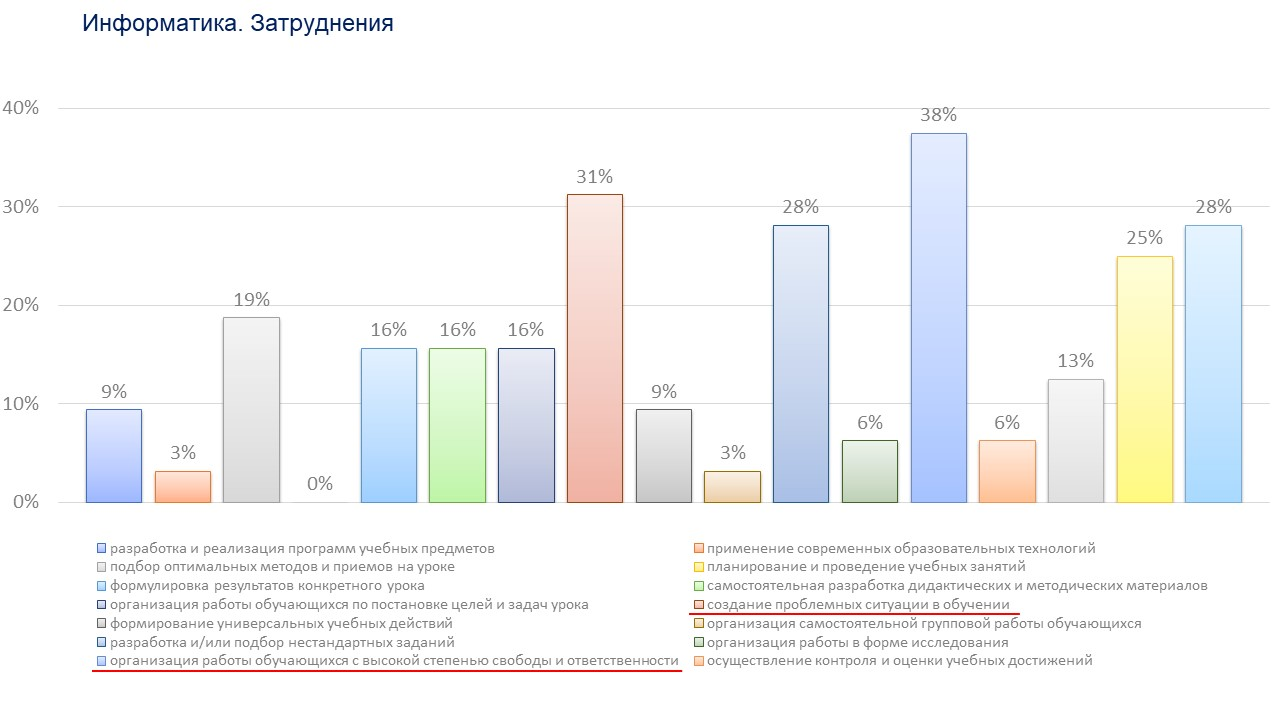 Информатика. Затруднения
40%
38%
31%
30%
28%
28%
25%
20%
19%
16%
16%
16%
13%
10%
9%
9%
6%
6%
3%
3%
0%
0%
разработка и реализация программ учебных предметов
применение современных образовательных технологий
подбор оптимальных методов и приемов на уроке
планирование и проведение учебных занятий
формулировка результатов конкретного урока
самостоятельная разработка дидактических и методических материалов
организация работы обучающихся по постановке целей и задач урока
создание проблемных ситуации в обучении
формирование универсальных учебных действий
организация самостоятельной групповой работы обучающихся
разработка и/или подбор нестандартных заданий
организация работы в форме исследования
организация работы обучающихся с высокой степенью свободы и ответственности
осуществление контроля и оценки учебных достижений